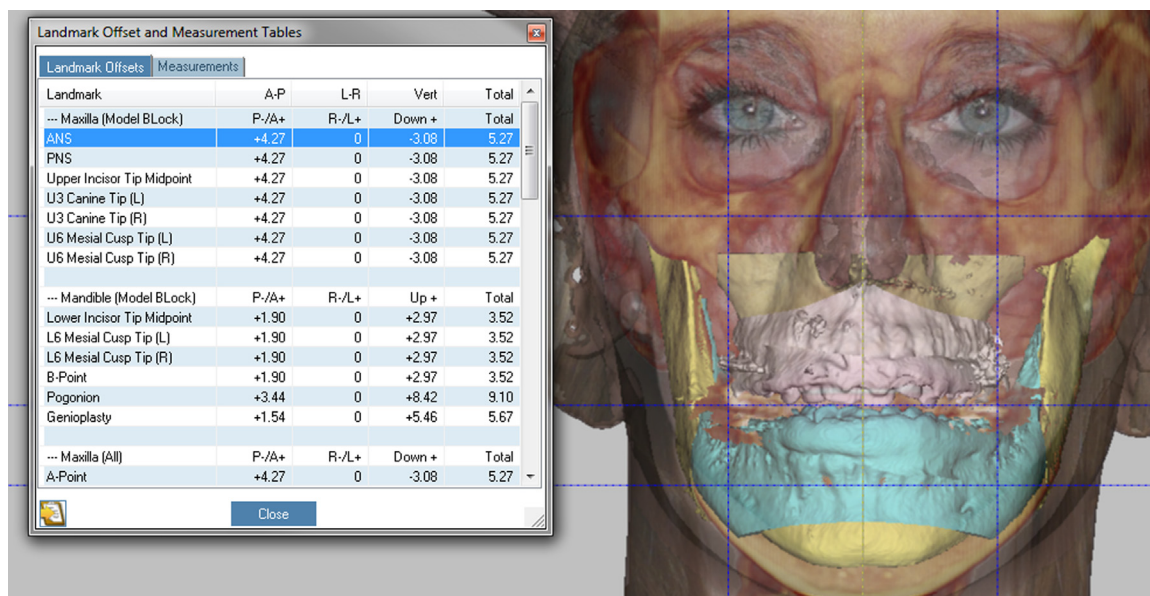 Landmark Offset and Measurement Tables
Landmark Offsets Measurements
Landmark A-P L-R Vert Total
--- Maxilla (Model BLock) P-/A+ R-/L+ Down + Total
ANS +4.27 0 -3.08 5.27
PNS +4.27 0 -3.08 5.27
Upper Incisor Tip Midpoint +4.27 0 -3.08 5.27
U3 Canine Tip (L) +4.27 0 -3.08 5.27
U3 Canine Tip (R) +4.27 0 -3.08 5.27
U6 Mesial Cusp Tip (L) +4.27 0 -3.08 5.27
U6 Mesial Cusp Tip (R) +4.27 0 -3.08 5.27
--- Mandible (Model BLock) P-/A+ R-/L+ Up + Total
Lower Incisor Tip Midpoint +1.90 0 +2.97 3.52
L6 Mesial Cusp Tip (L) +1.90 0 +2.97 3.52
L6 Mesial Cusp Tip (R) +1.90 0 +2.97 3.52
B-Point +1.90 0 +2.97 3.52
Pogonion +3.44 0 +8.42 9.10
Genioplasty +1.54 0 +5.46 5.67
--- Maxilla (All) P-/A+ R-/L+ Down + Total
A-Point +4.27 0 -3.08 5.27
Close